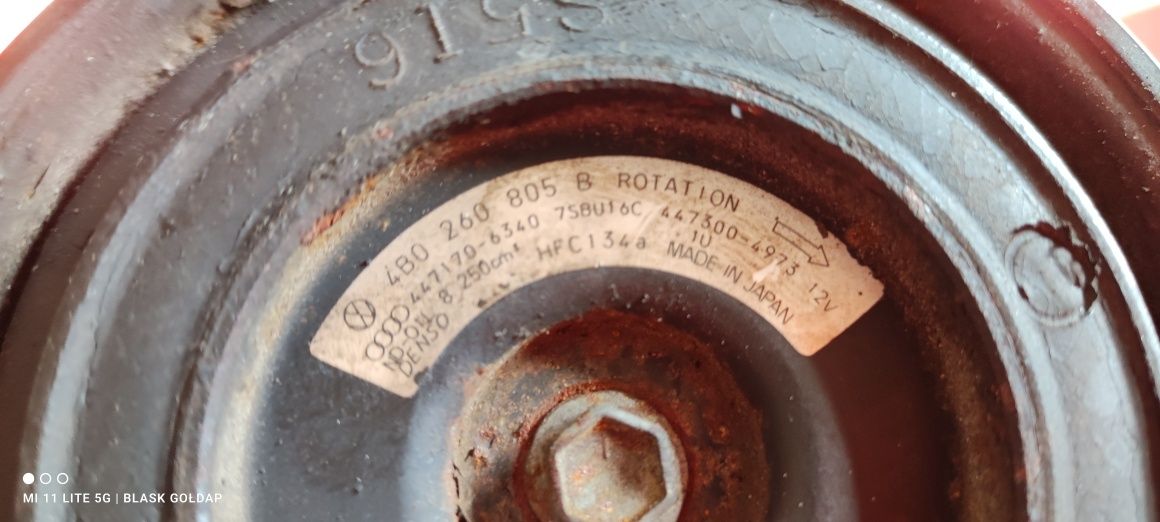 9195516
4B0 260 805 B ROTATION
447170-6340 7SBU16C 447300-4973 12V
ND-OIL 8 250cm³ HFC134a 1U
DENSO MADE IN JAPAN
MI 11 LITE 5G | BLASK GOŁDAP